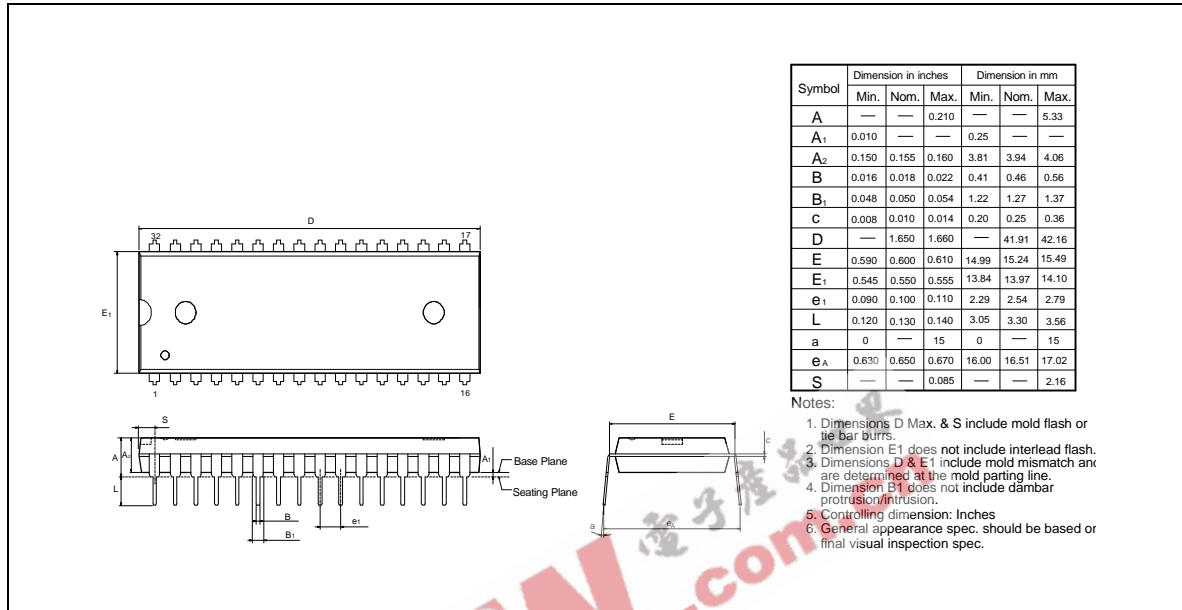 Symbol Dimension in inches Dimension in mm
Min. Nom. Max. Min. Nom. Max.
A — — 0.210 — — 5.33
A1 0.010 — — 0.25 — —
A2 0.150 0.155 0.160 3.81 3.94 4.06
B 0.016 0.018 0.022 0.41 0.46 0.56
B1 0.048 0.050 0.054 1.22 1.27 1.37
c 0.008 0.010 0.014 0.20 0.25 0.36
D — 1.650 1.660 — 41.91 42.16
E 0.590 0.600 0.610 14.99 15.24 15.49
E1 0.545 0.550 0.555 13.84 13.97 14.10
e1 0.090 0.100 0.110 2.29 2.54 2.79
L 0.120 0.130 0.140 3.05 3.30 3.56
a 0 — 15 0 — 15
eA 0.630 0.650 0.670 16.00 16.51 17.02
S — — 0.085 — — 2.16
Notes:
1. Dimensions D Max. & S include mold flash or
tie bar burrs.
2. Dimension E1 does not include interlead flash.
3. Dimensions D & E1 include mold mismatch and
are determined at the mold parting line.
4. Dimension B1 does not include dambar
protrusion/intrusion.
5. Controlling dimension: Inches
6. General appearance spec. should be based on
final visual inspection spec.
D
32 17
E1
1 16
S
A A2 A1
Base Plane
Seating Plane
L
B
B1
e1
E
c
a
eA
電子產品世界
.com.cn